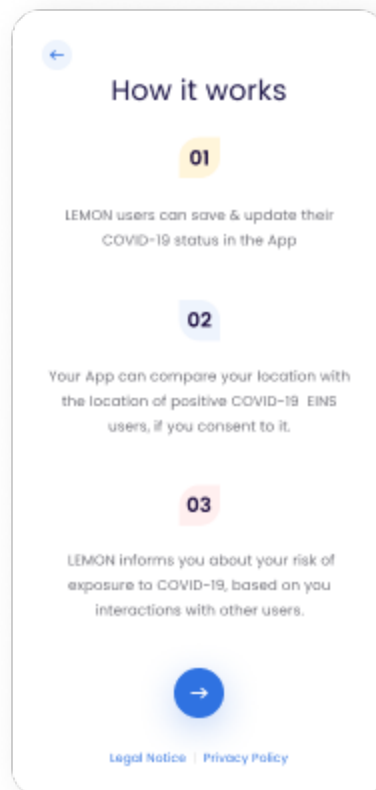 How it works
01
LEMON users can save & update their
COVID-19 status in the App
02
Your App can compare your location with
the location of positive COVID-19 EINS
users, if you consent to it.
03
LEMON informs you about your risk of
exposure to COVID-19, based on you
interactions with other users.
Legal Notice | Privacy Policy